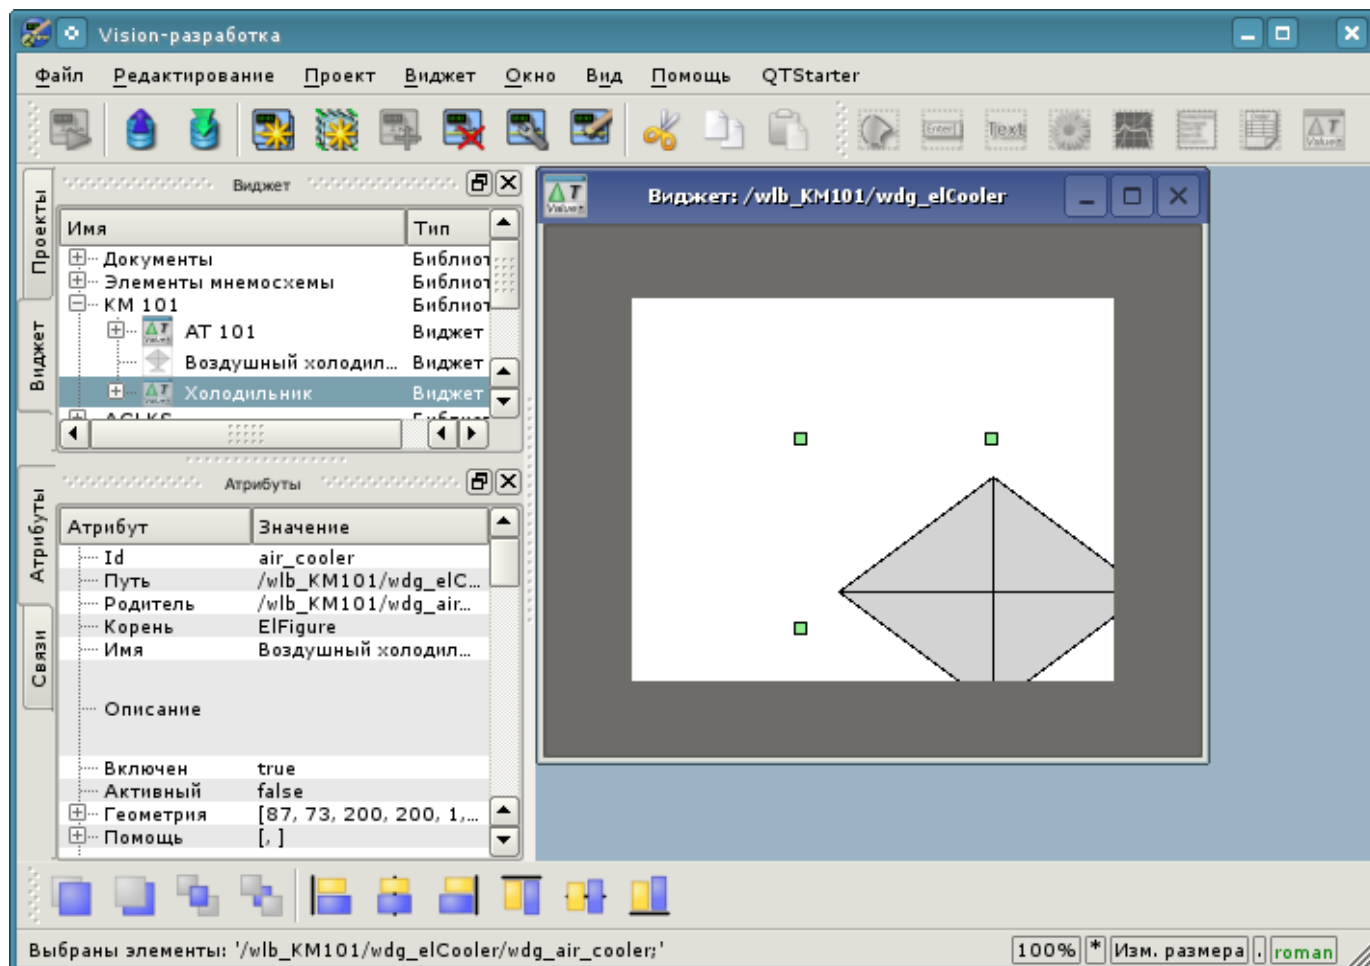 Vision-разработка
Файл Редактирование Проект Виджет Окно Вид Помощь QTStarter
Проекты
Виджет
Виджет
Имя Тип
Документы Библиот
Элементы мнемосхемы Библиот
КМ 101 Библиот
АТ 101 Виджет
Воздушный холодил... Виджет
Холодильник Виджет
Виджет: /wlb_KM101/wdg_elCooler
Атрибуты
Связи
Атрибуты
Атрибут Значение
Id air_cooler
Путь /wlb_KM101/wdg_elC...
Родитель /wlb_KM101/wdg_air...
Корень ElFigure
Имя Воздушный холодил...
Описание
Включен true
Активный false
Геометрия [87, 73, 200, 200, 1,...
Помощь [, ]
Выбраны элементы: '/wlb_KM101/wdg_elCooler/wdg_air_cooler;'
100% * Изм. размера . roman